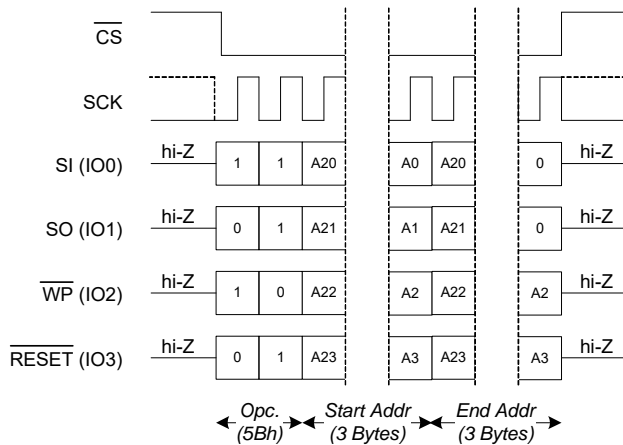 CS
SCK
SI (IO0) hi-Z 1 1 A20 A0 A20 0 hi-Z
SO (IO1) hi-Z 0 1 A21 A1 A21 0 hi-Z
WP (IO2) hi-Z 1 0 A22 A2 A22 A2 hi-Z
RESET (IO3) hi-Z 0 1 A23 A3 A23 A3 hi-Z
Opc. Start Addr End Addr
(5Bh) (3 Bytes) (3 Bytes)